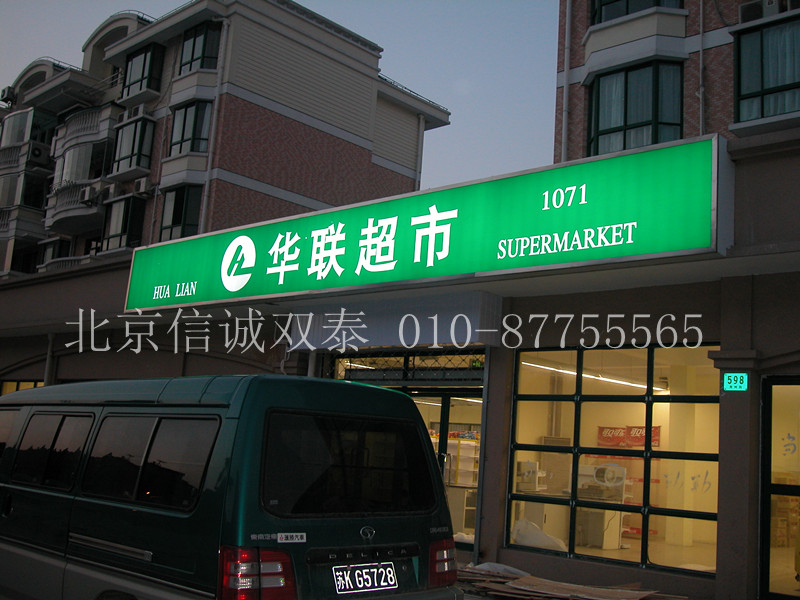 1071
华联超市
HUA LIAN
SUPERMARKET
北京信诚双泰 010-87755565
598
DELICA
苏K G5728